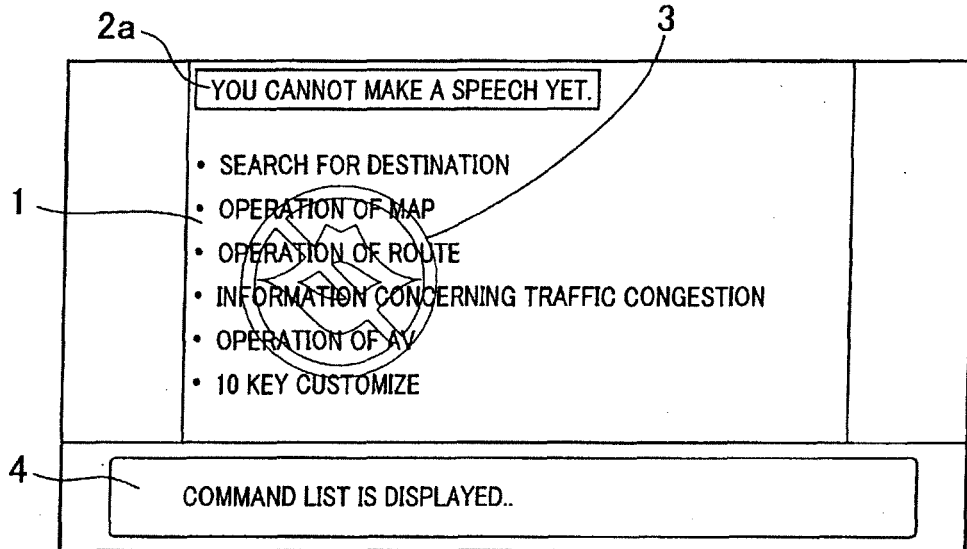 2a
3
YOU CANNOT MAKE A SPEECH YET.
• SEARCH FOR DESTINATION
1
• OPERATION OF MAP
• OPERATION OF ROUTE
• INFORMATION CONCERNING TRAFFIC CONGESTION
• OPERATION OF AV
• 10 KEY CUSTOMIZE
4
COMMAND LIST IS DISPLAYED..